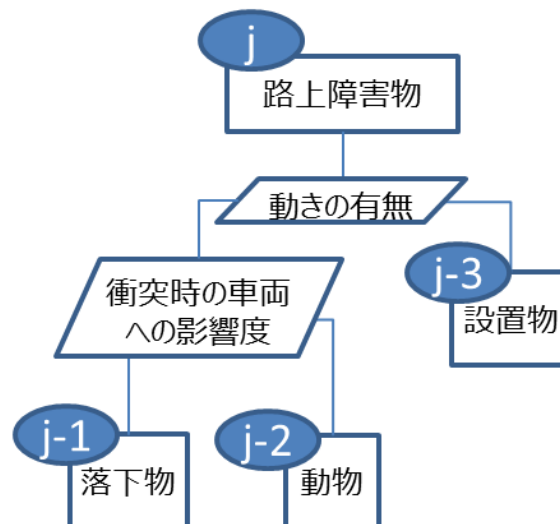 j
路上障害物
動きの有無
j-3
設置物
衝突時の車両
への影響度
j-1
落下物
j-2
動物